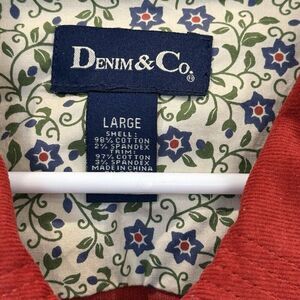 DENIM & CO.®
LARGE
SHELL:
98% COTTON
2% SPANDEX
TRIM:
97% COTTON
3% SPANDEX
MADE IN CHINA